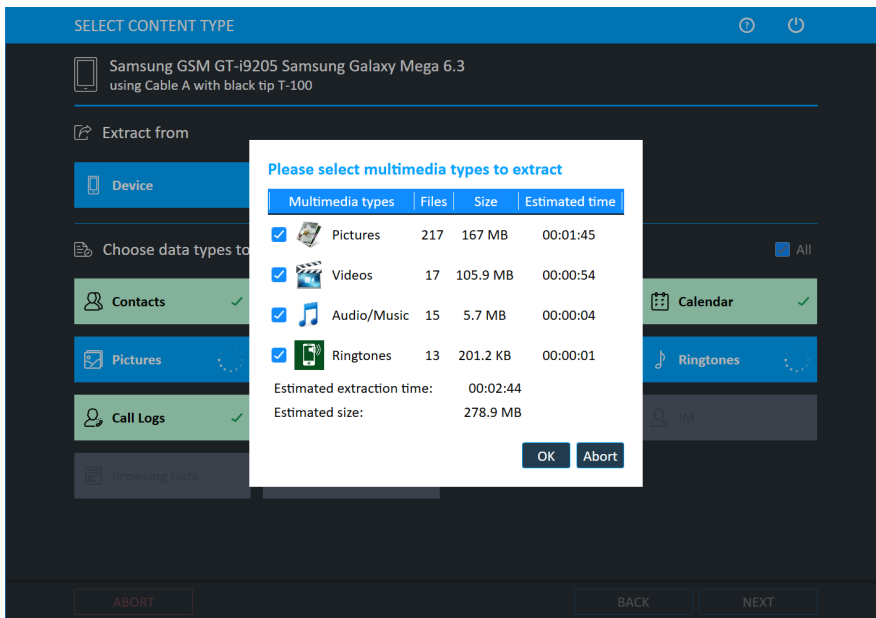 SELECT CONTENT TYPE
Samsung GSM GT-i9205 Samsung Galaxy Mega 6.3
using Cable A with black tip T-100
Extract from
Device
Choose data types to
All
Contacts
Calendar
Pictures
Ringtones
Call Logs
IM
Browsing Data
Please select multimedia types to extract
Multimedia types Files Size Estimated time
Pictures 217 167 MB 00:01:45
Videos 17 105.9 MB 00:00:54
Audio/Music 15 5.7 MB 00:00:04
Ringtones 13 201.2 KB 00:00:01
Estimated extraction time: 00:02:44
Estimated size: 278.9 MB
OK Abort
ABORT BACK NEXT